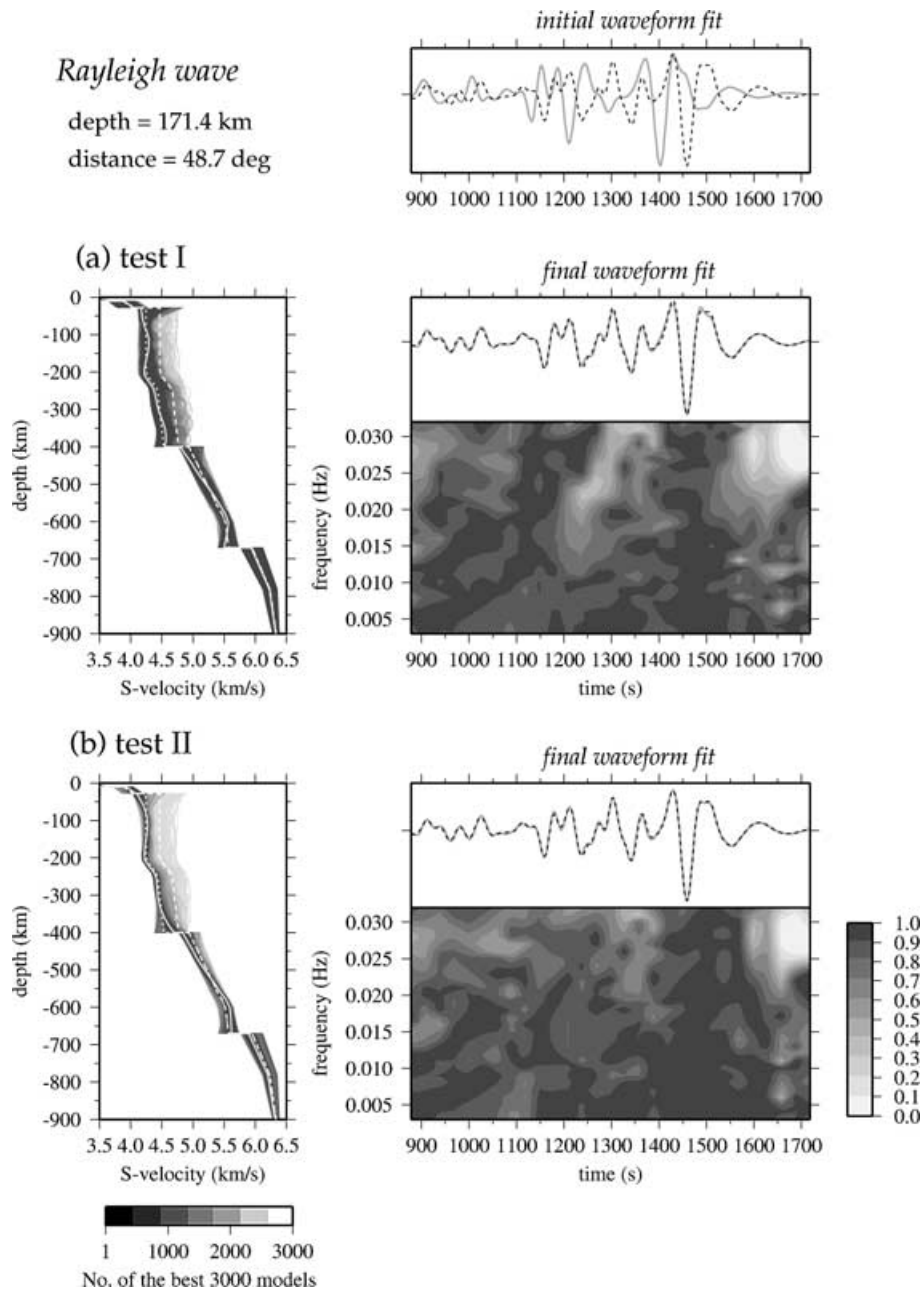 initial waveform fit
Rayleigh wave
depth = 171.4 km
distance = 48.7 deg
900 1000 1100 1200 1300 1400 1500 1600 1700
(a) test I
final waveform fit
0
-100
-200
-300
-400
-500
-600
-700
-800
-900
depth (km)
3.5 4.0 4.5 5.0 5.5 6.0 6.5
S-velocity (km/s)
0.030
0.020
0.015
0.010
0.005
frequency (Hz)
900 1000 1100 1200 1300 1400 1500 1600 1700
time (s)
(b) test II
final waveform fit
0
-100
-200
-300
-400
-500
-600
-700
-800
-900
depth (km)
3.5 4.0 4.5 5.0 5.5 6.0 6.5
S-velocity (km/s)
0.030
0.020
0.015
0.010
0.005
frequency (Hz)
900 1000 1100 1200 1300 1400 1500 1600 1700
time (s)
1.0
0.9
0.8
0.7
0.6
0.5
0.4
0.3
0.2
0.1
0.0
1 1000 2000 3000
No. of the best 3000 models